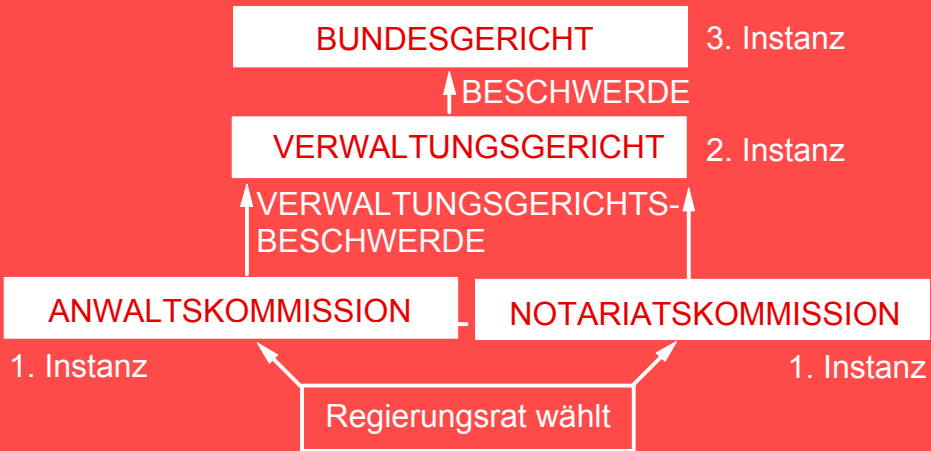 BUNDESGERICHT
3. Instanz
BESCHWERDE
VERWALTUNGSGERICHT
2. Instanz
VERWALTUNGSGERICHTS-
BESCHWERDE
ANWALTSKOMMISSION
NOTARIATSKOMMISSION
1. Instanz
1. Instanz
Regierungsrat wählt